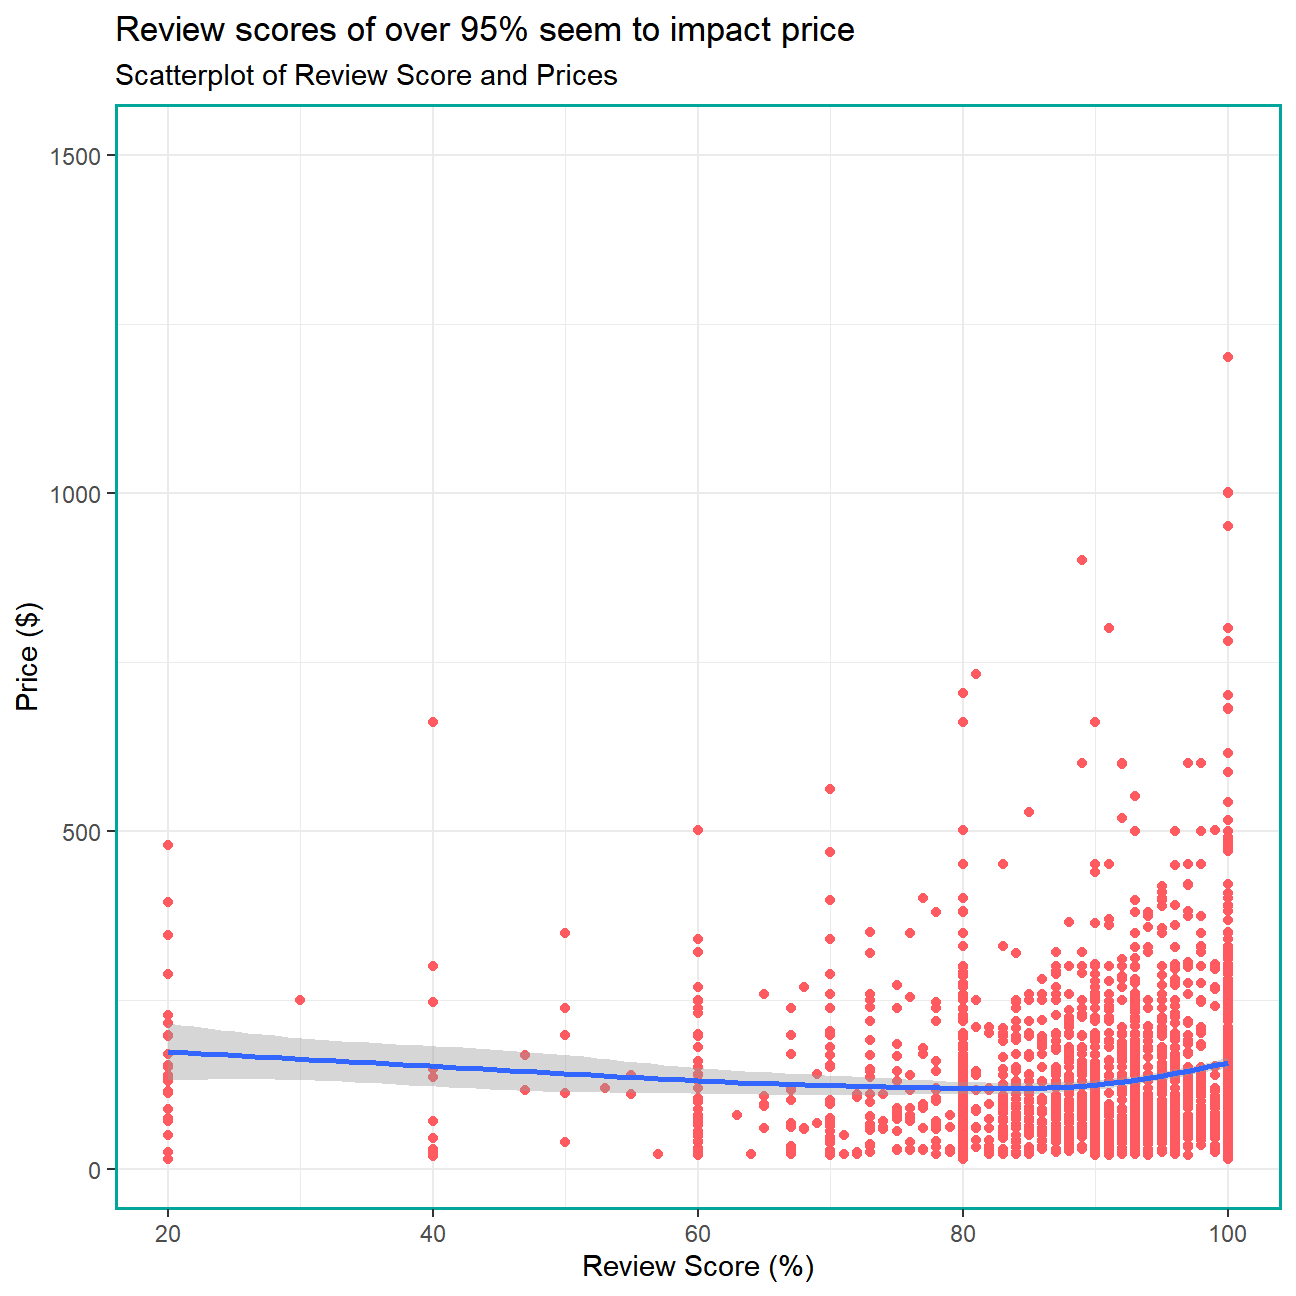 Review scores of over 95% seem to impact price
Scatterplot of Review Score and Prices
1500
1000
500
0
Price ($)
20 40 60 80 100
Review Score (%)